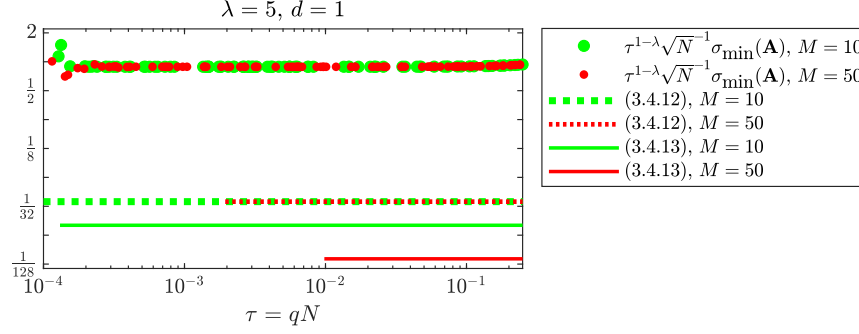 λ = 5, d = 1
2
1/2
1/8
1/32
1/128
10⁻⁴ 10⁻³ 10⁻² 10⁻¹
τ = qN
τ^{1−λ}√N^{−1}σ_min(A), M = 10
τ^{1−λ}√N^{−1}σ_min(A), M = 50
(3.4.12), M = 10
(3.4.12), M = 50
(3.4.13), M = 10
(3.4.13), M = 50